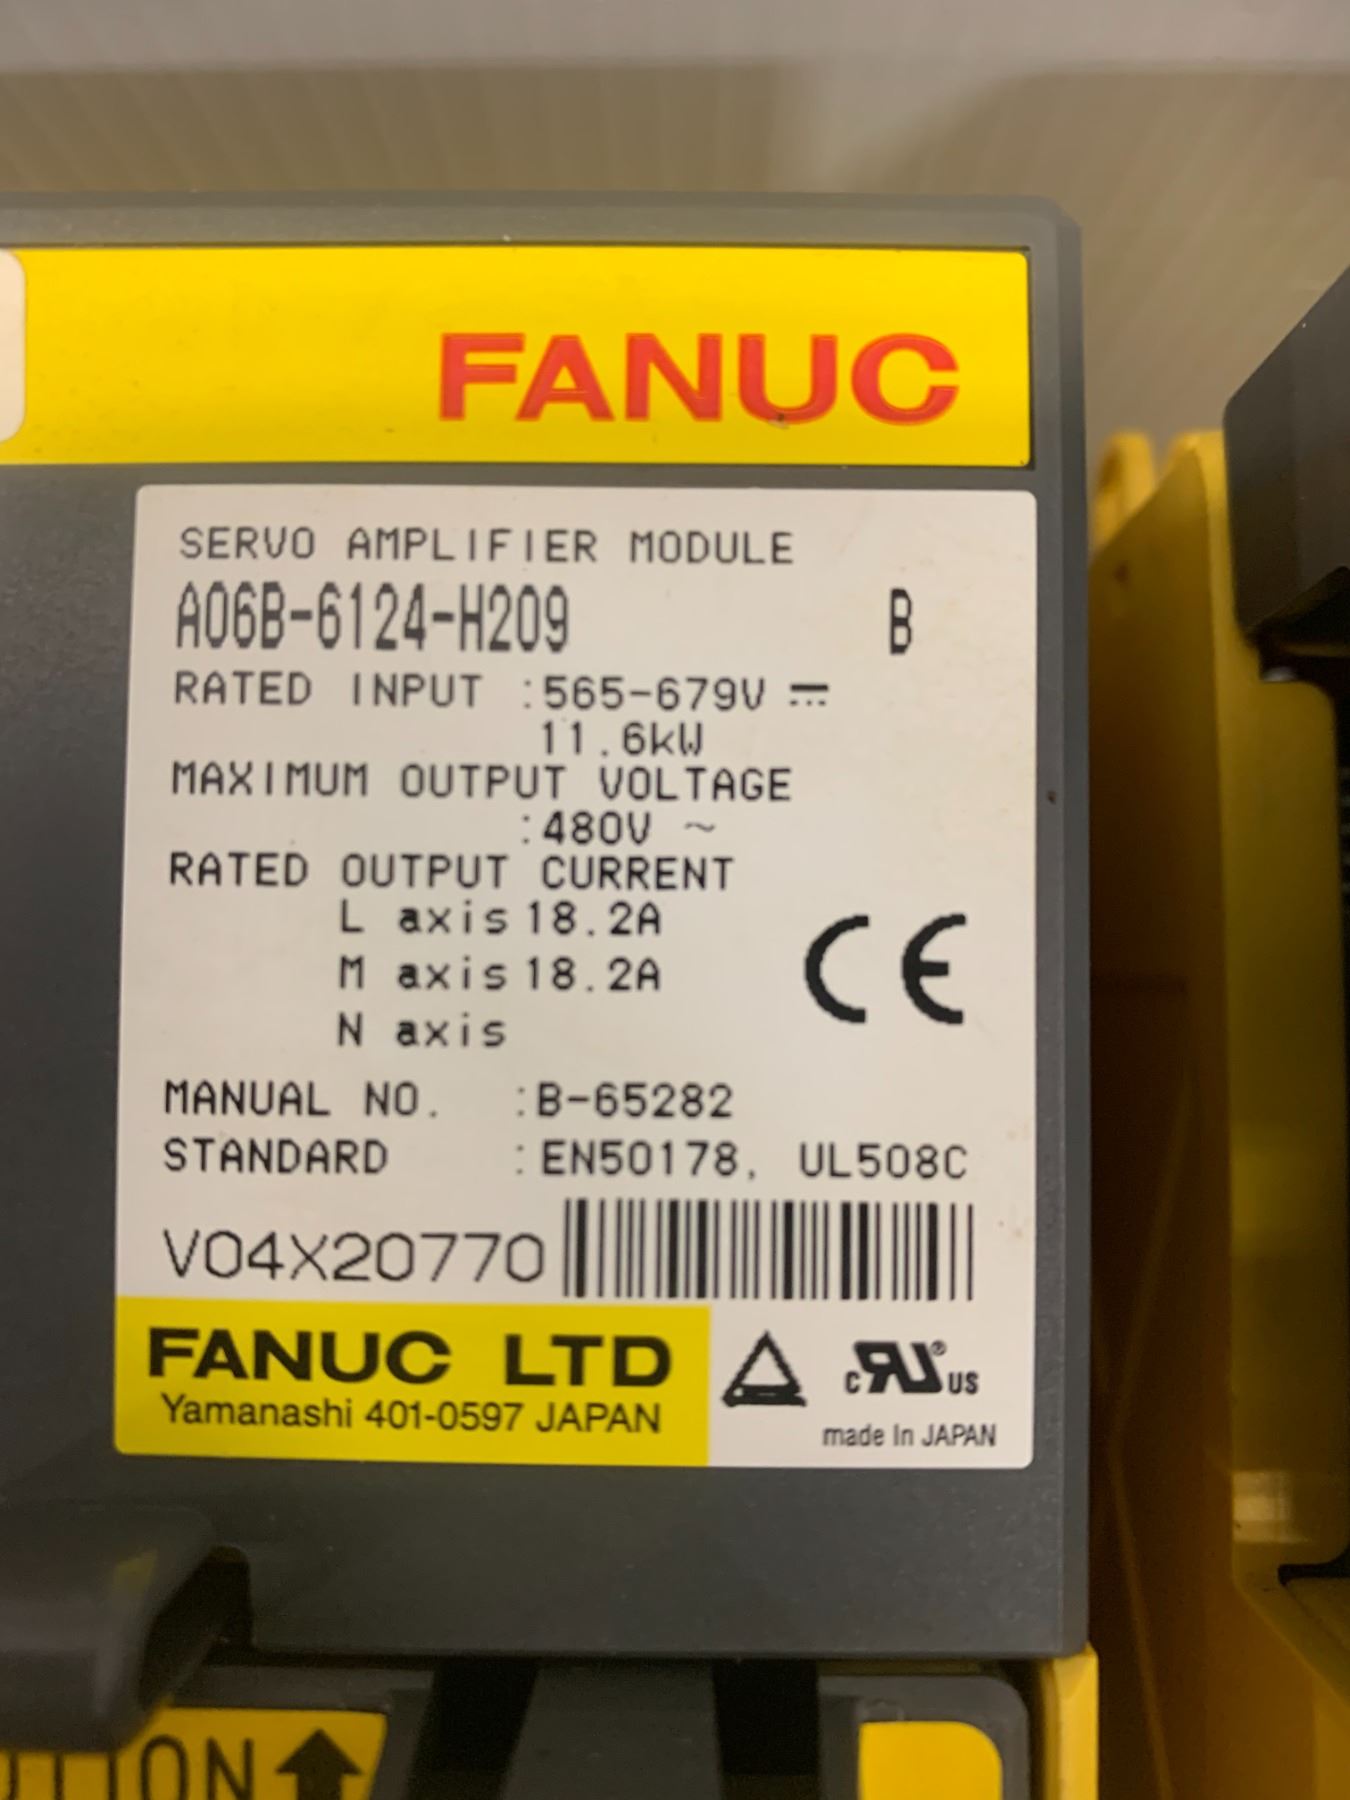 FANUC
SERVO AMPLIFIER MODULE
A06B-6124-H209 B
RATED INPUT :565-679V ⎓
11.6kW
MAXIMUM OUTPUT VOLTAGE
:480V ~
RATED OUTPUT CURRENT
L axis 18.2A
M axis 18.2A
N axis
CE
MANUAL NO. :B-65282
STANDARD :EN50178, UL508C
V04X20770
FANUC LTD
Yamanashi 401-0597 JAPAN
c RU ® US
made In JAPAN